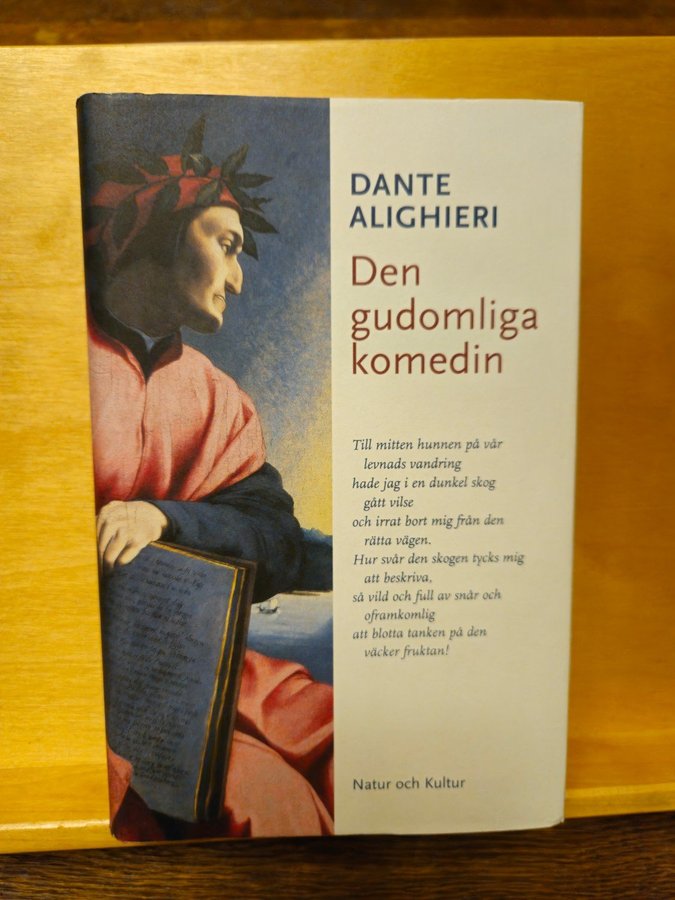 DANTE
ALIGHIERI
Den
gudomliga
komedin
Till mitten hunnen på vår
levnads vandring
hade jag i en dunkel skog
gått vilse
och irrat bort mig från den
rätta vägen.
Hur svår den skogen tycks mig
att beskriva,
så vild och full av snår och
oframkomlig
att blotta tanken på den
väcker fruktan!
Natur och Kultur